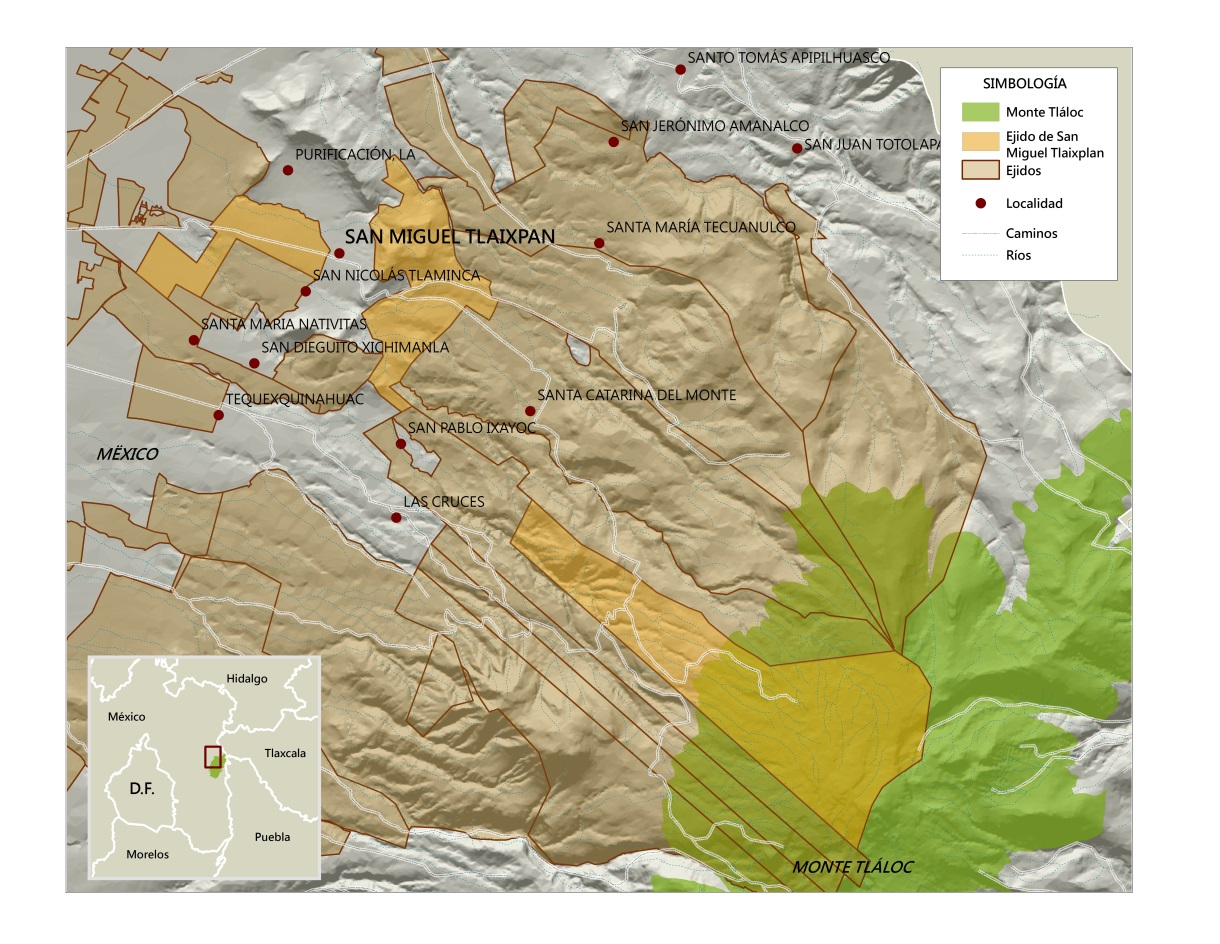 SANTO TOMÁS APIPILHUASCO
SIMBOLOGÍA
Monte Tláloc
Ejido de San
Miguel Tlaixplan
Ejidos
Localidad
Caminos
Ríos
SAN JERÓNIMO AMANALCO
SAN JUAN TOTOLAPA
PURIFICACIÓN, LA
SANTA MARÍA TECUANULCO
SAN MIGUEL TLAIXPAN
SAN NICOLÁS TLAMINCA
SANTA MARIA NATIVITAS
SAN DIEGUITO XICHIMANLA
TEQUEXQUINAHUAC
SANTA CATARINA DEL MONTE
SAN PABLO IXAYOC
MËXICO
LAS CRUCES
Hidalgo
México
Tlaxcala
D.F.
Puebla
Morelos
MONTE TLÁLOC